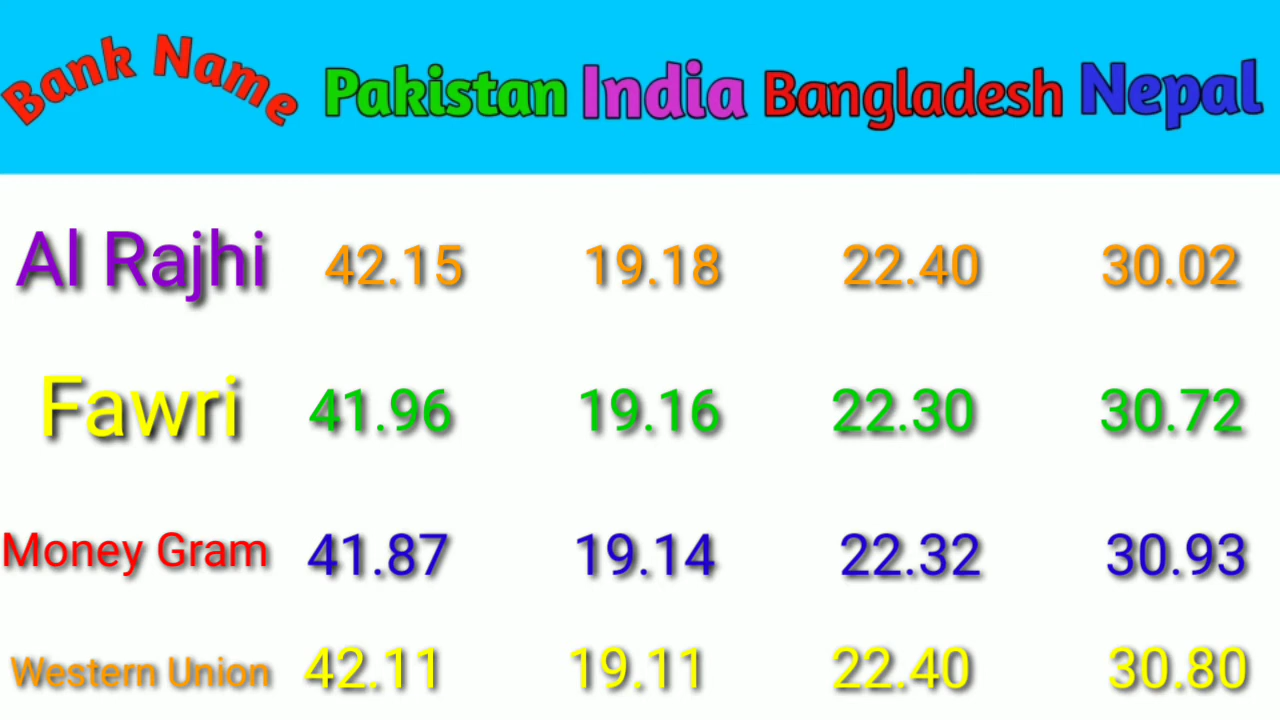 Bank Name Pakistan India Bangladesh Nepal
Al Rajhi 42.15 19.18 22.40 30.02
Fawri 41.96 19.16 22.30 30.72
Money Gram 41.87 19.14 22.32 30.93
Western Union 42.11 19.11 22.40 30.80